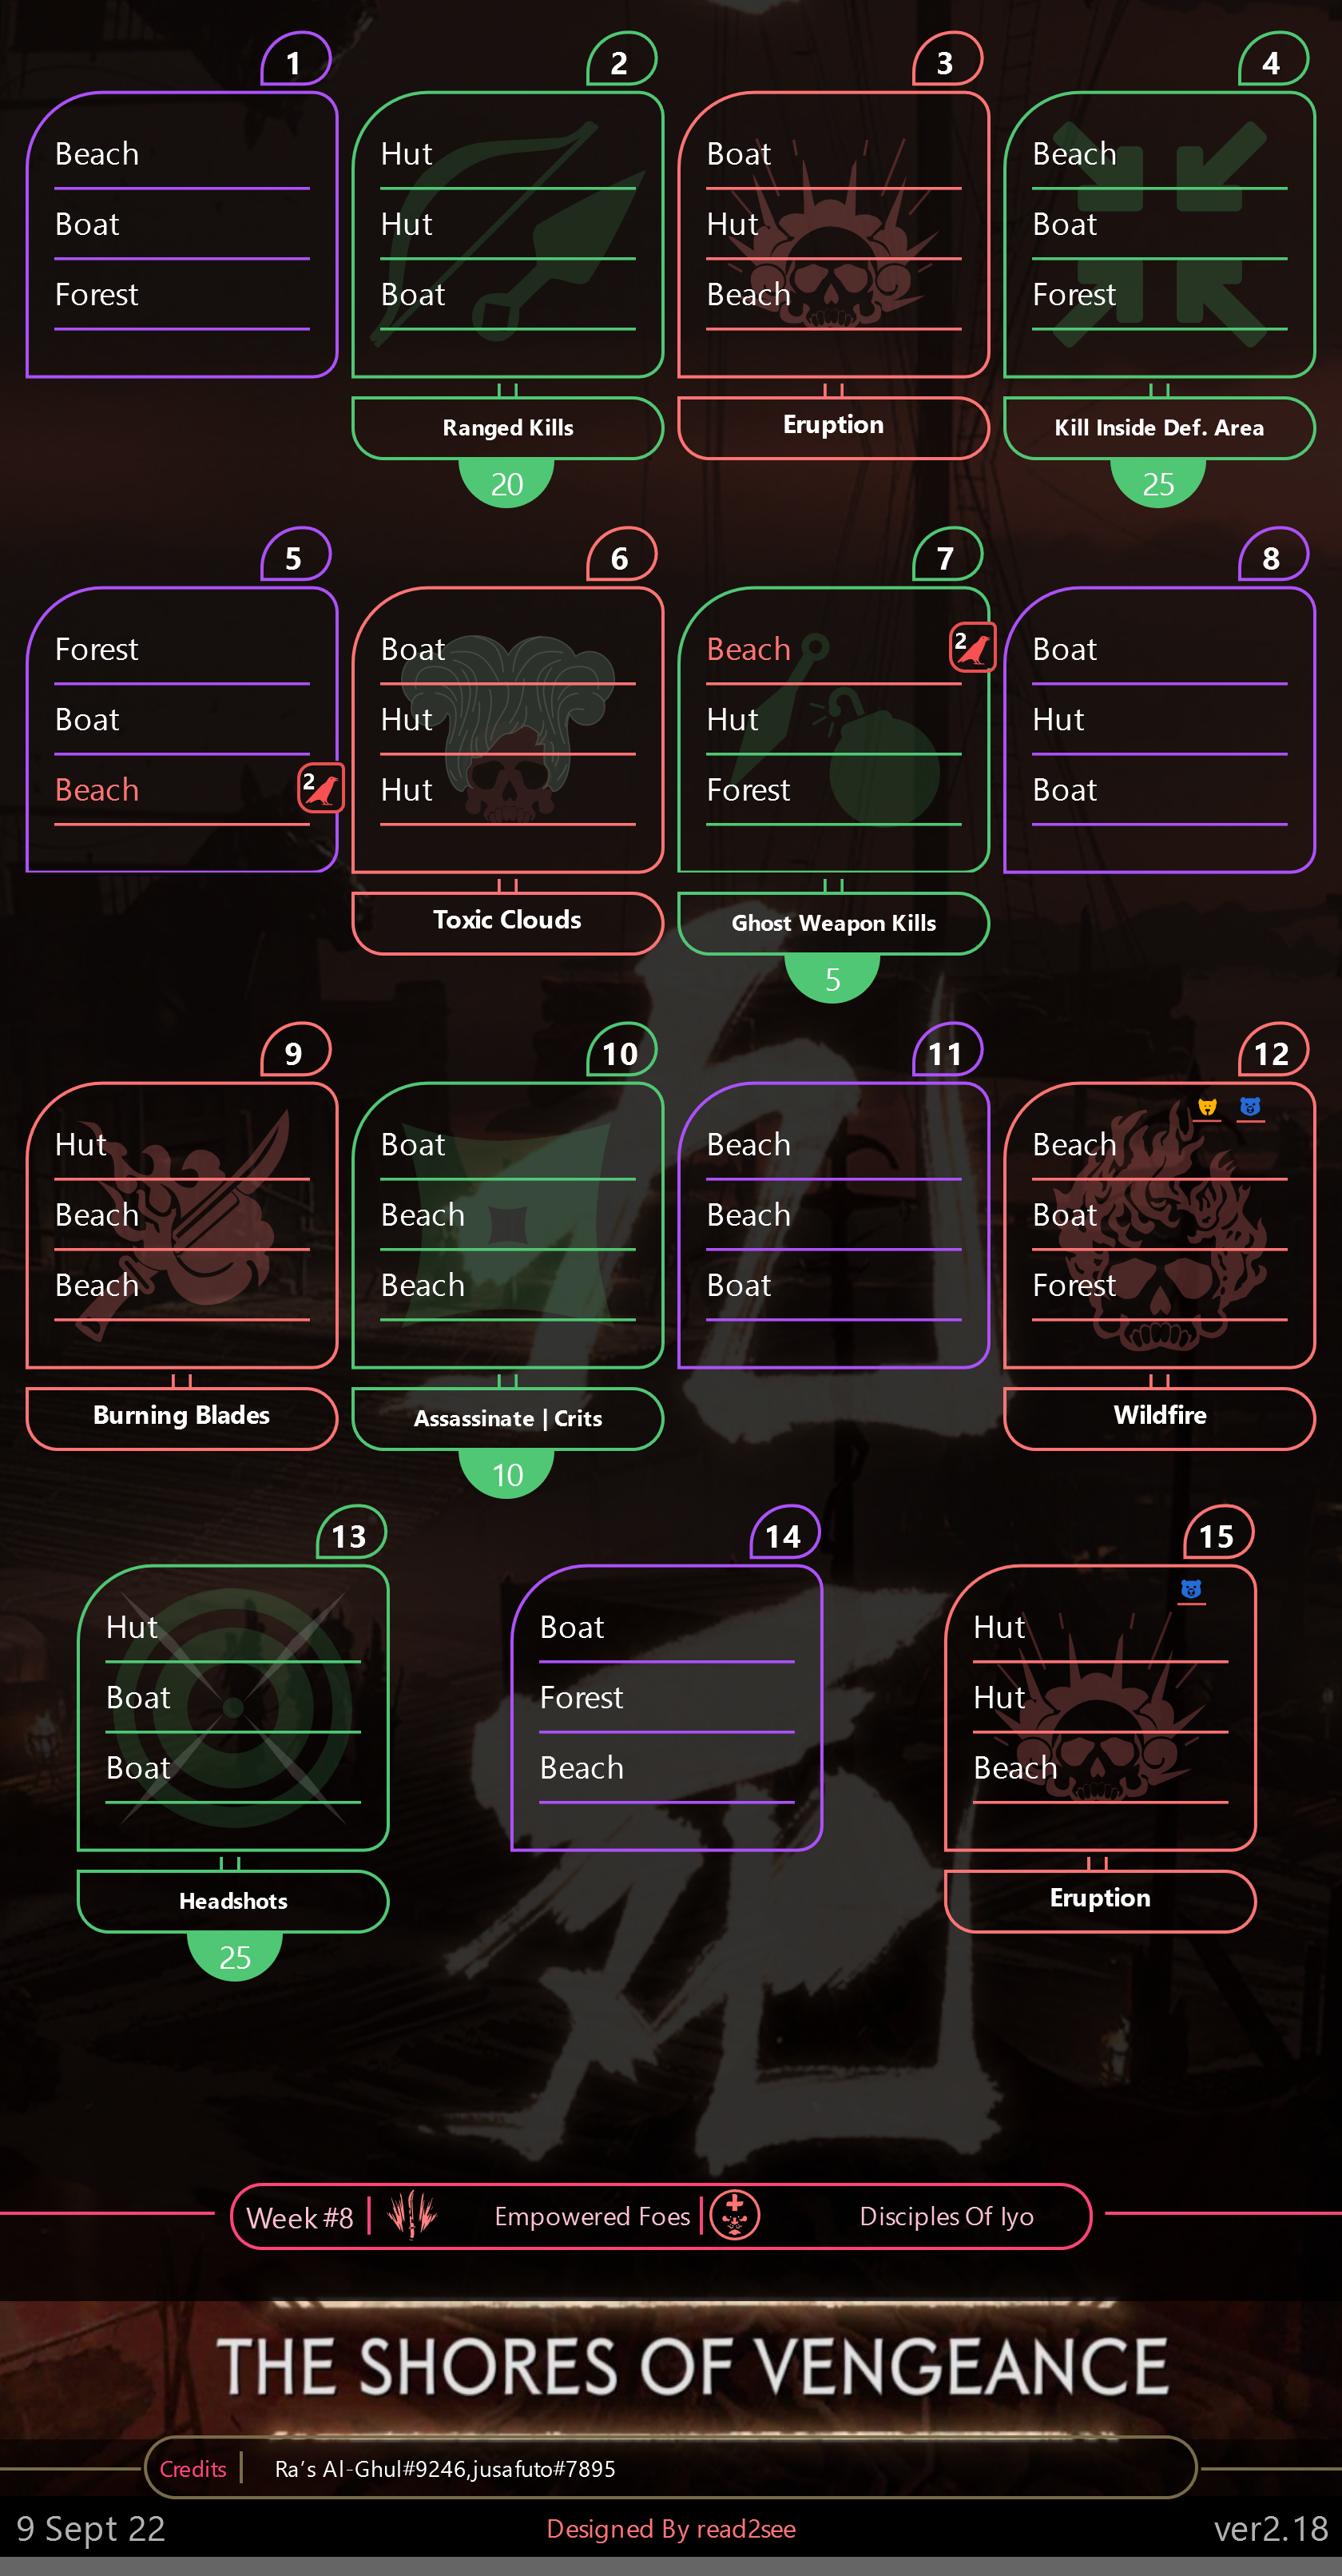 1
Beach
Boat
Forest
2
Hut
Hut
Boat
Ranged Kills
20
3
Boat
Hut
Beach
Eruption
4
Beach
Boat
Forest
Kill Inside Def. Area
25
5
Forest
Boat
Beach
2
6
Boat
Hut
Hut
Toxic Clouds
7
Beach
2
Hut
Forest
Ghost Weapon Kills
5
8
Boat
Hut
Boat
9
Hut
Beach
Beach
Burning Blades
10
Boat
Beach
Beach
Assassinate | Crits
10
11
Beach
Beach
Boat
12
Beach
Boat
Forest
Wildfire
13
Hut
Boat
Boat
Headshots
25
14
Boat
Forest
Beach
15
Hut
Hut
Beach
Eruption
Week #8 | Empowered Foes | Disciples Of Iyo
THE SHORES OF VENGEANCE
Credits | Ra's Al-Ghul#9246,jusafuto#7895
9 Sept 22
Designed By read2see
ver2.18